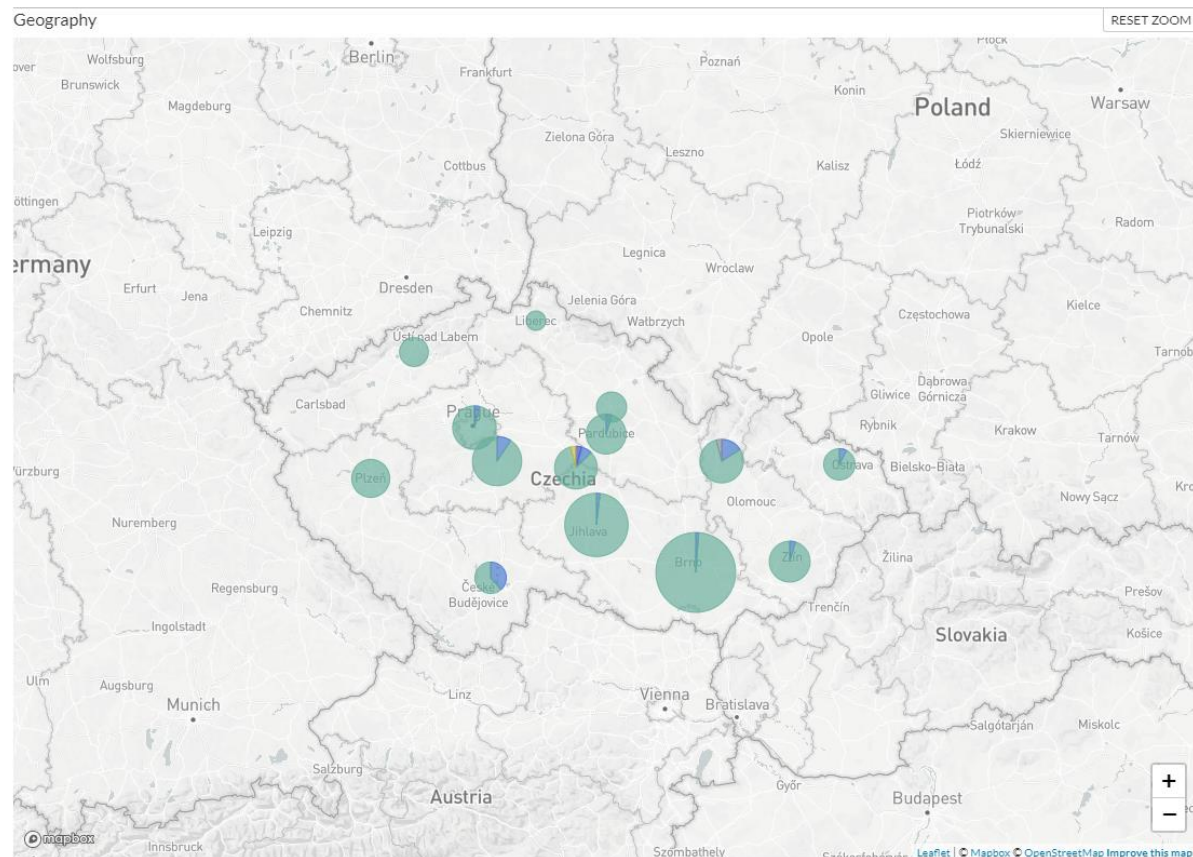 Geography
RESET ZOOM
Berlin
Wolfsburg
Brunswick
Magdeburg
Frankfurt
Poznań
Konin
Poland
Warsaw
Zielona Góra
Skierniewice
Cottbus
Leszno
Kalisz
Łódź
Leipzig
Piotrków
Trybunalski
Radom
Legnica
Wroclaw
Erfurt
Jena
Dresden
Chemnitz
Jelenia Góra
Wałbrzych
Kielce
Częstochowa
Liberec
Ústí nad Labem
Opole
Carlsbad
Dąbrowa
Górnicza
Gliwice
Prague
Pardubice
Rybnik
Krakow
Tarnów
Plzeň
Czechia
Ostrava
Bielsko-Biała
Olomouc
Nowy Sącz
Nuremberg
Jihlava
Brno
Zlín
Žilina
České
Budějovice
Regensburg
Trenčín
Prešov
Ingolstadt
Slovakia
Košice
Ulm
Augsburg
Munich
Linz
Vienna
Bratislava
Salgótarján
Miskolc
Salzburg
Austria
Győr
Budapest
+
−
mapbox
Innsbruck
Szombathely
Székesfehérvár
Leaflet | © Mapbox © OpenStreetMap Improve this map